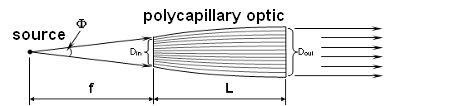 polycapillary optic
source
Φ
Din
Dout
f
L